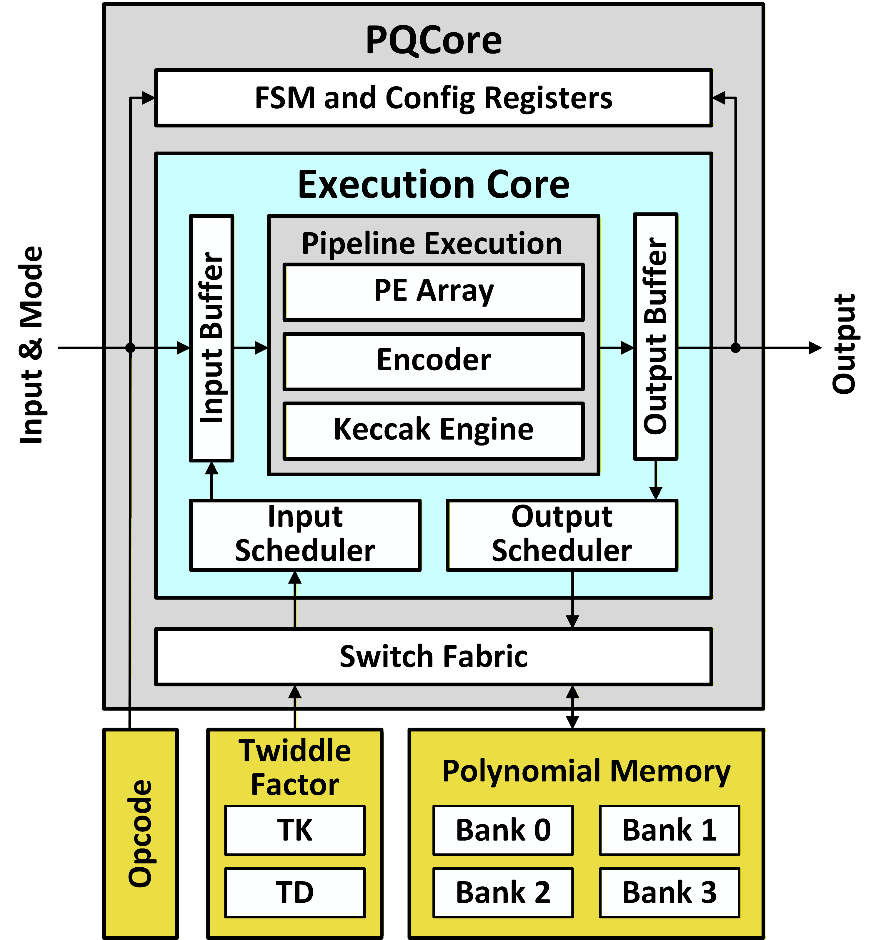 PQCore
FSM and Config Registers
Execution Core
Input & Mode
Input Buffer
Pipeline Execution
PE Array
Encoder
Keccak Engine
Output Buffer
Output
Input
Scheduler
Output
Scheduler
Switch Fabric
Opcode
Twiddle
Factor
TK
TD
Polynomial Memory
Bank 0
Bank 1
Bank 2
Bank 3